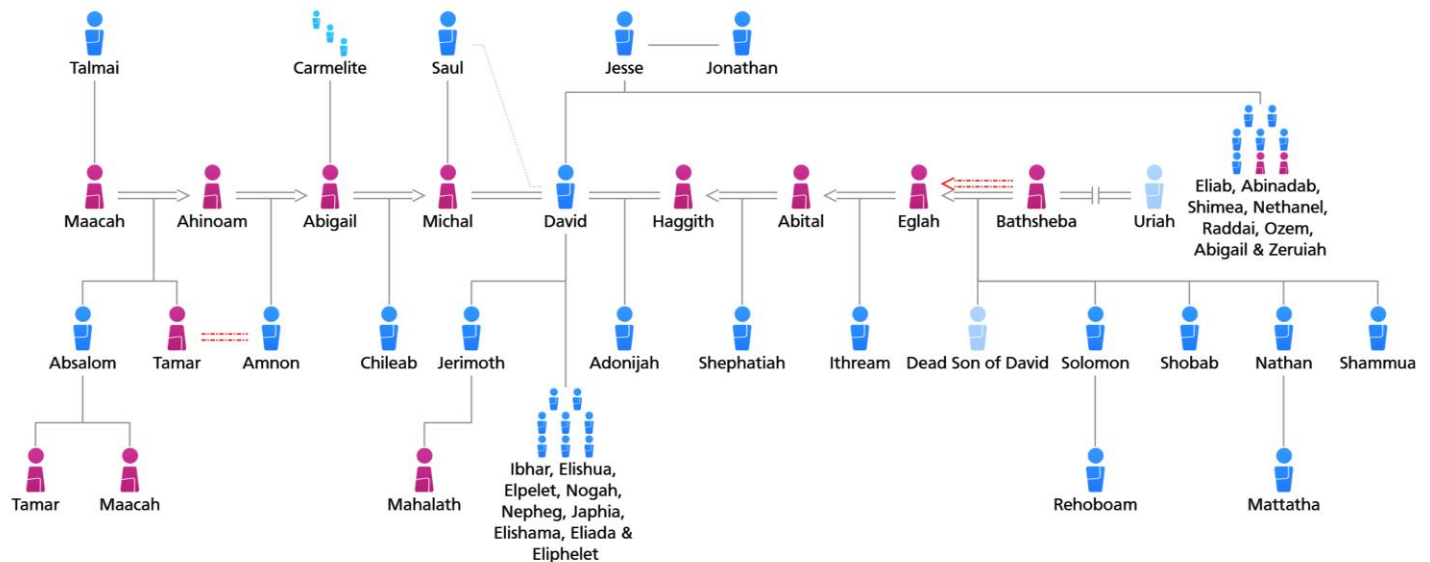 Talmai
Carmelite
Saul
Jesse
Jonathan
Maacah
Ahinoam
Abigail
Michal
David
Haggith
Abital
Eglah
Bathsheba
Uriah
Eliab, Abinadab,
Shimea, Nethanel,
Raddai, Ozem,
Abigail & Zeruiah
Absalom
Tamar
Amnon
Chileab
Jerimoth
Adonijah
Shephatiah
Ithream
Dead Son of David
Solomon
Shobab
Nathan
Shammua
Tamar
Maacah
Mahalath
Ibhar, Elishua,
Elpelet, Nogah,
Nepheg, Japhia,
Elishama, Eliada &
Eliphelet
Rehoboam
Mattatha